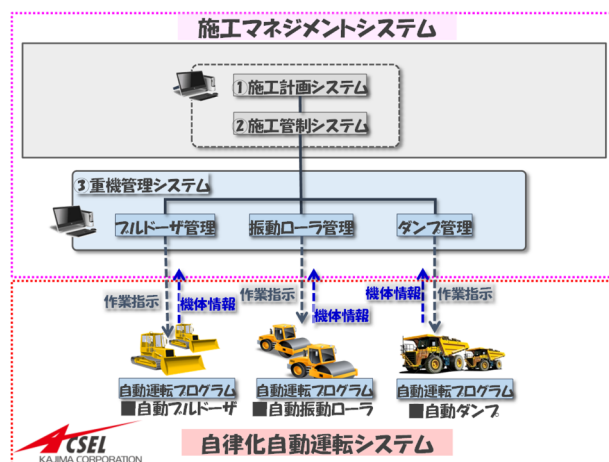 施工マネジメントシステム
①施工計画システム
②施工管制システム
③重機管理システム
ブルドーザ管理
振動ローラ管理
ダンプ管理
作業指示
機体情報
作業指示
機体情報
機体情報
作業指示
自動運転プログラム
■自動ブルドーザ
自動運転プログラム
■自動振動ローラ
自動運転プログラム
■自動ダンプ
自律化自動運転システム
A4CSEL
KAJIMA CORPORATION